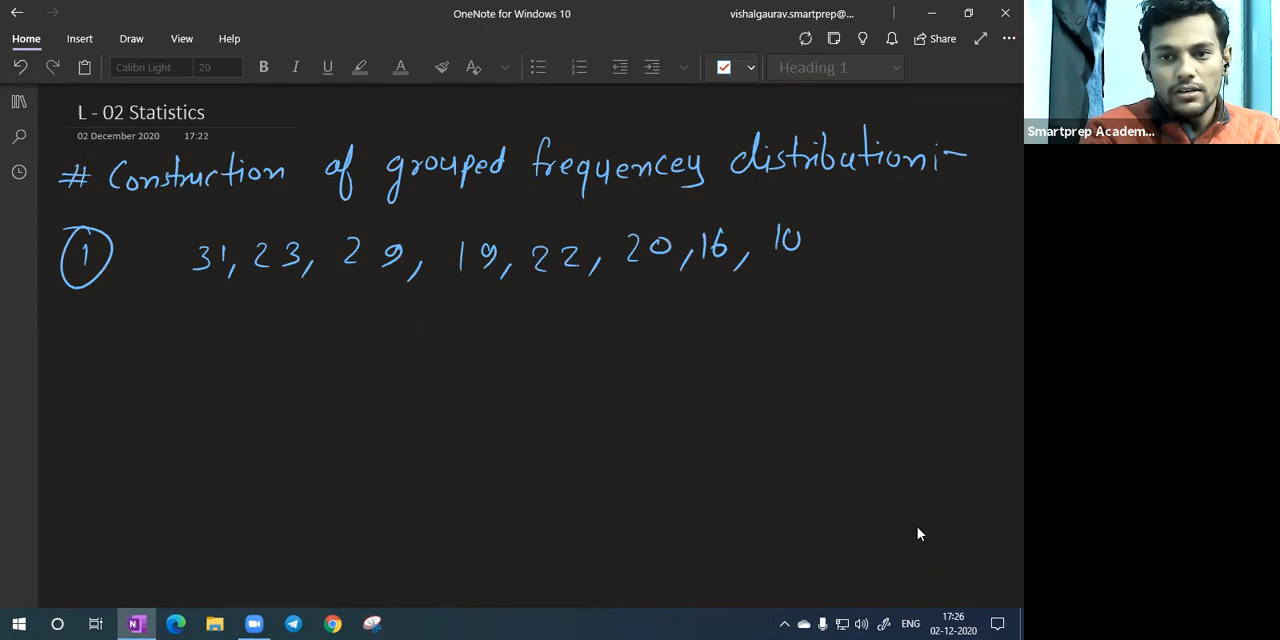 OneNote for Windows 10
vishalgaurav.smartprep@...
Home Insert Draw View Help
Share
Calibri Light 20
B I U A
Heading 1
L - 02 Statistics
02 December 2020 17:22
# Construction of grouped frequencey distribution:-
1 31, 23, 29, 19, 22, 20, 16, 10
Smartprep Academ...
ENG
17:26
02-12-2020